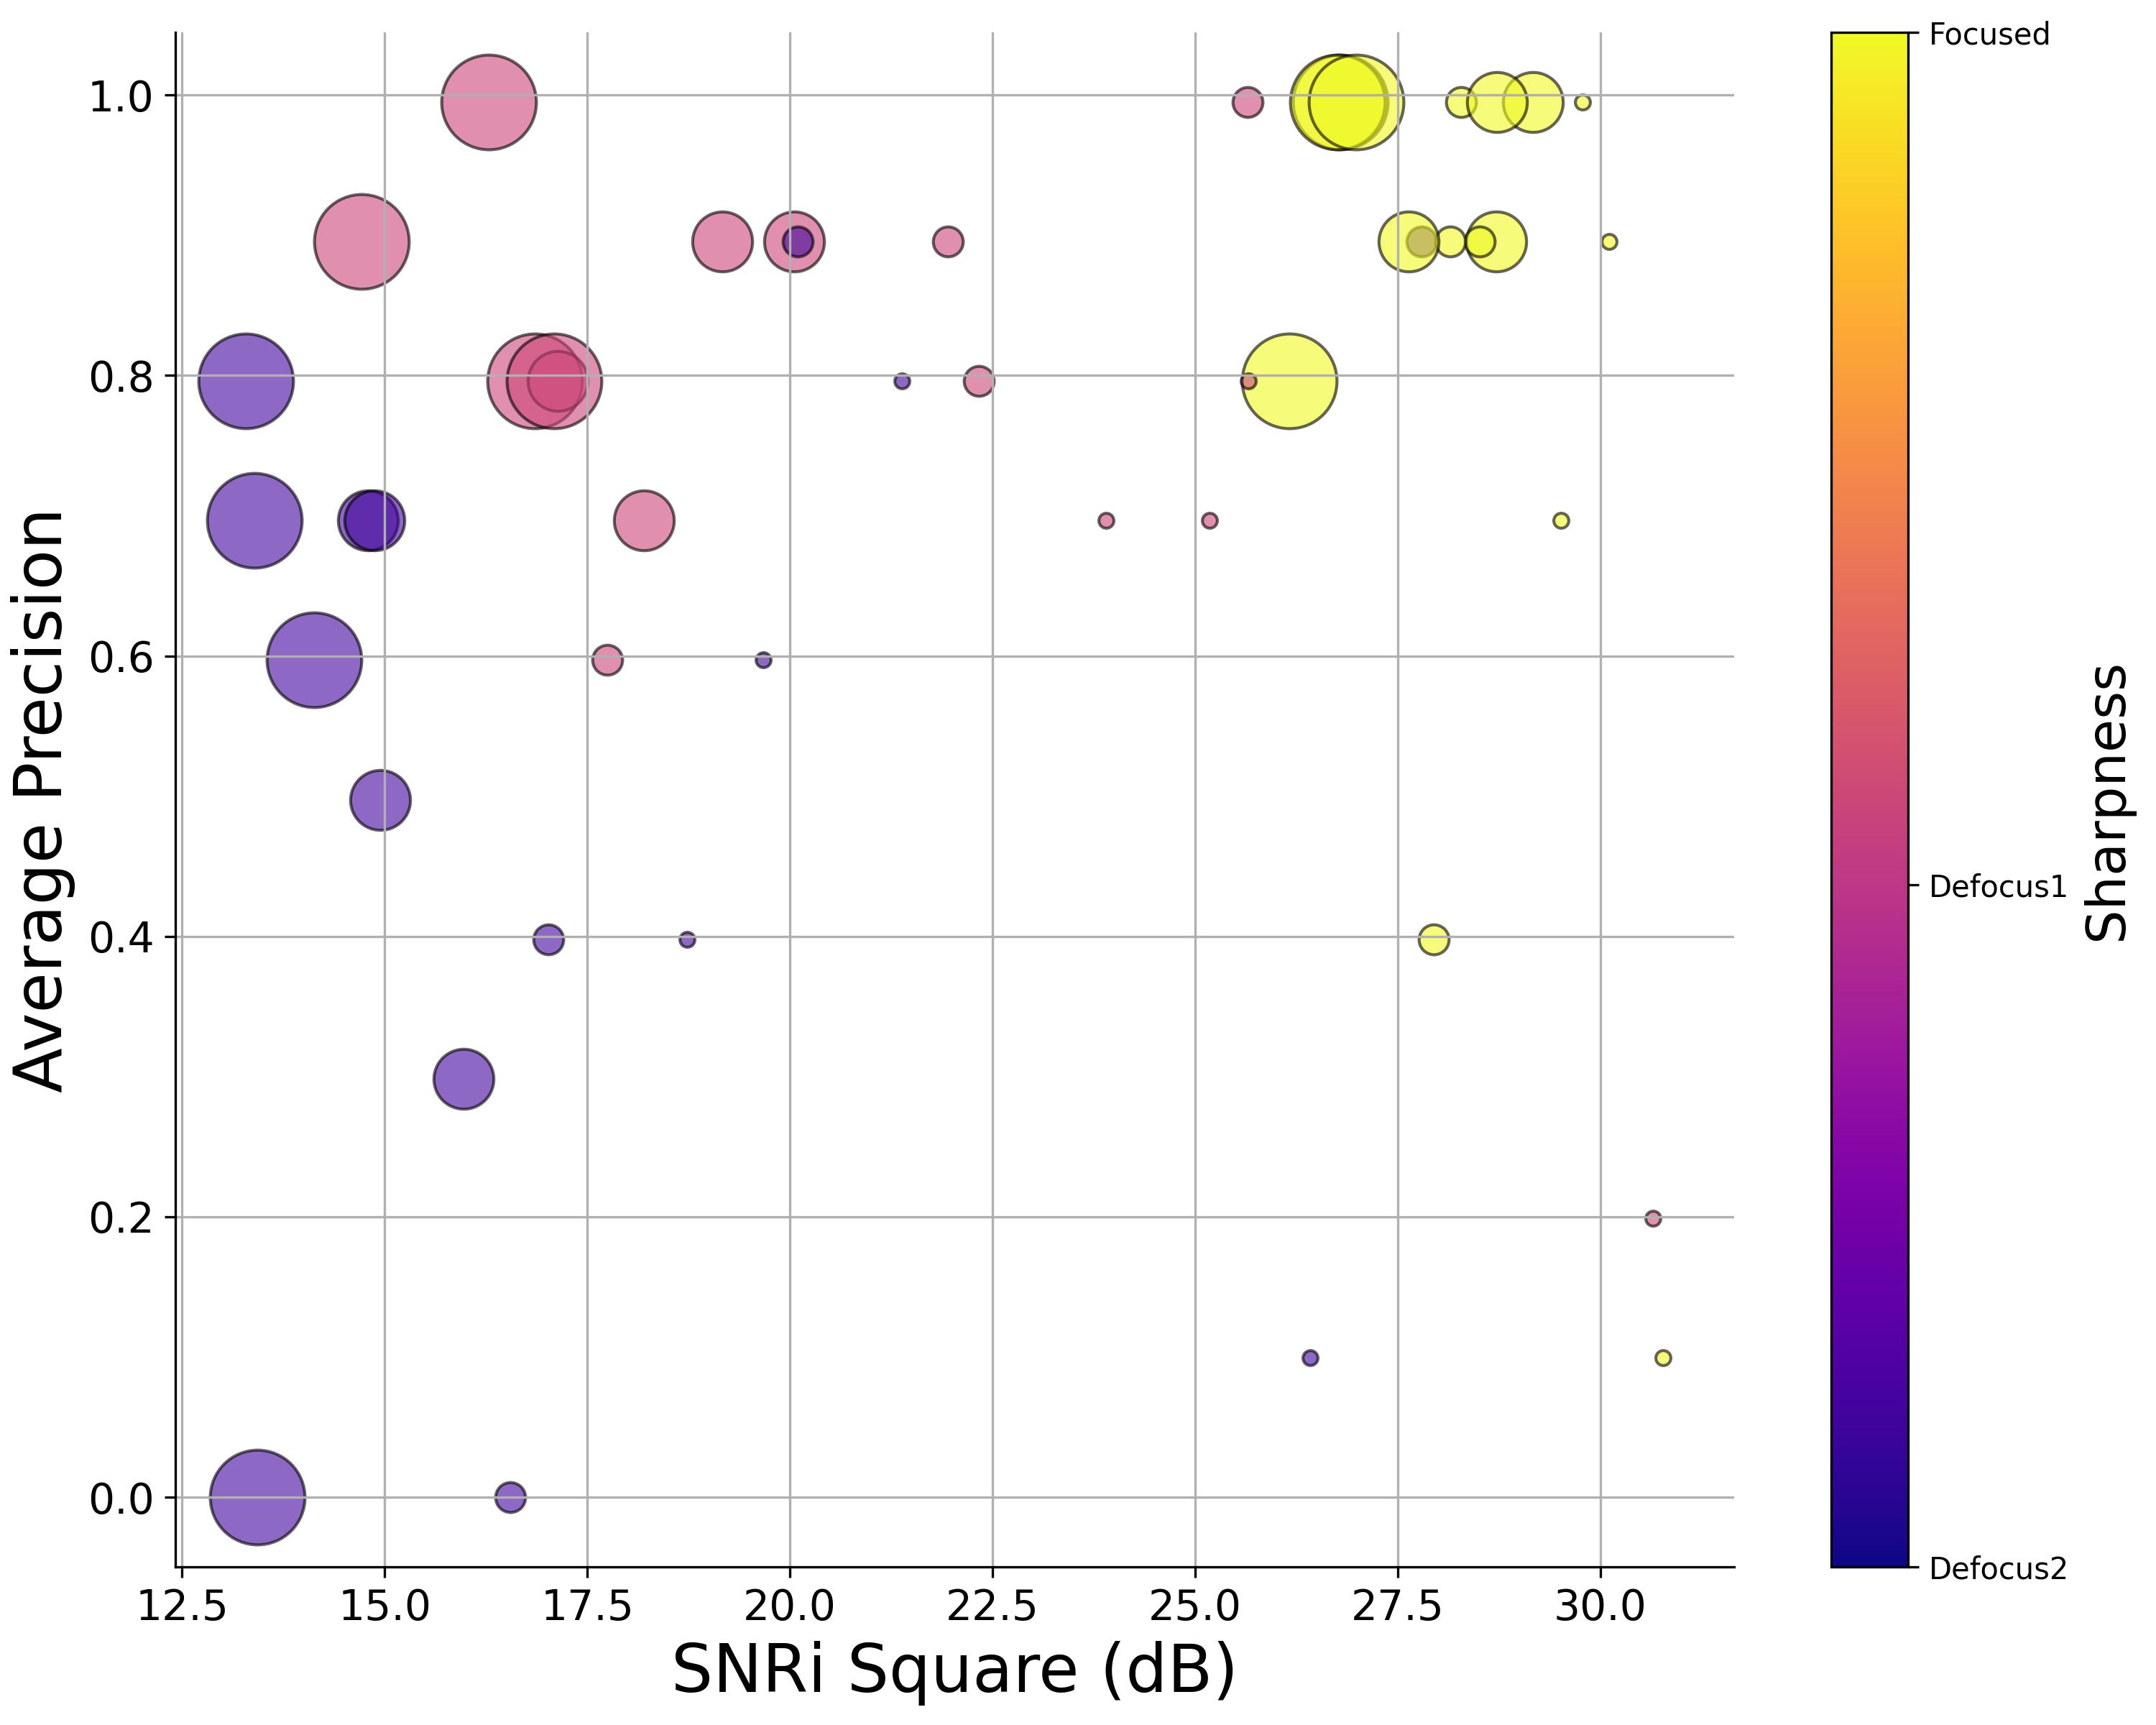 Average Precision
1.0
0.8
0.6
0.4
0.2
0.0
12.5 15.0 17.5 20.0 22.5 25.0 27.5 30.0
SNRi Square (dB)
Focused
Defocus1
Defocus2
Sharpness